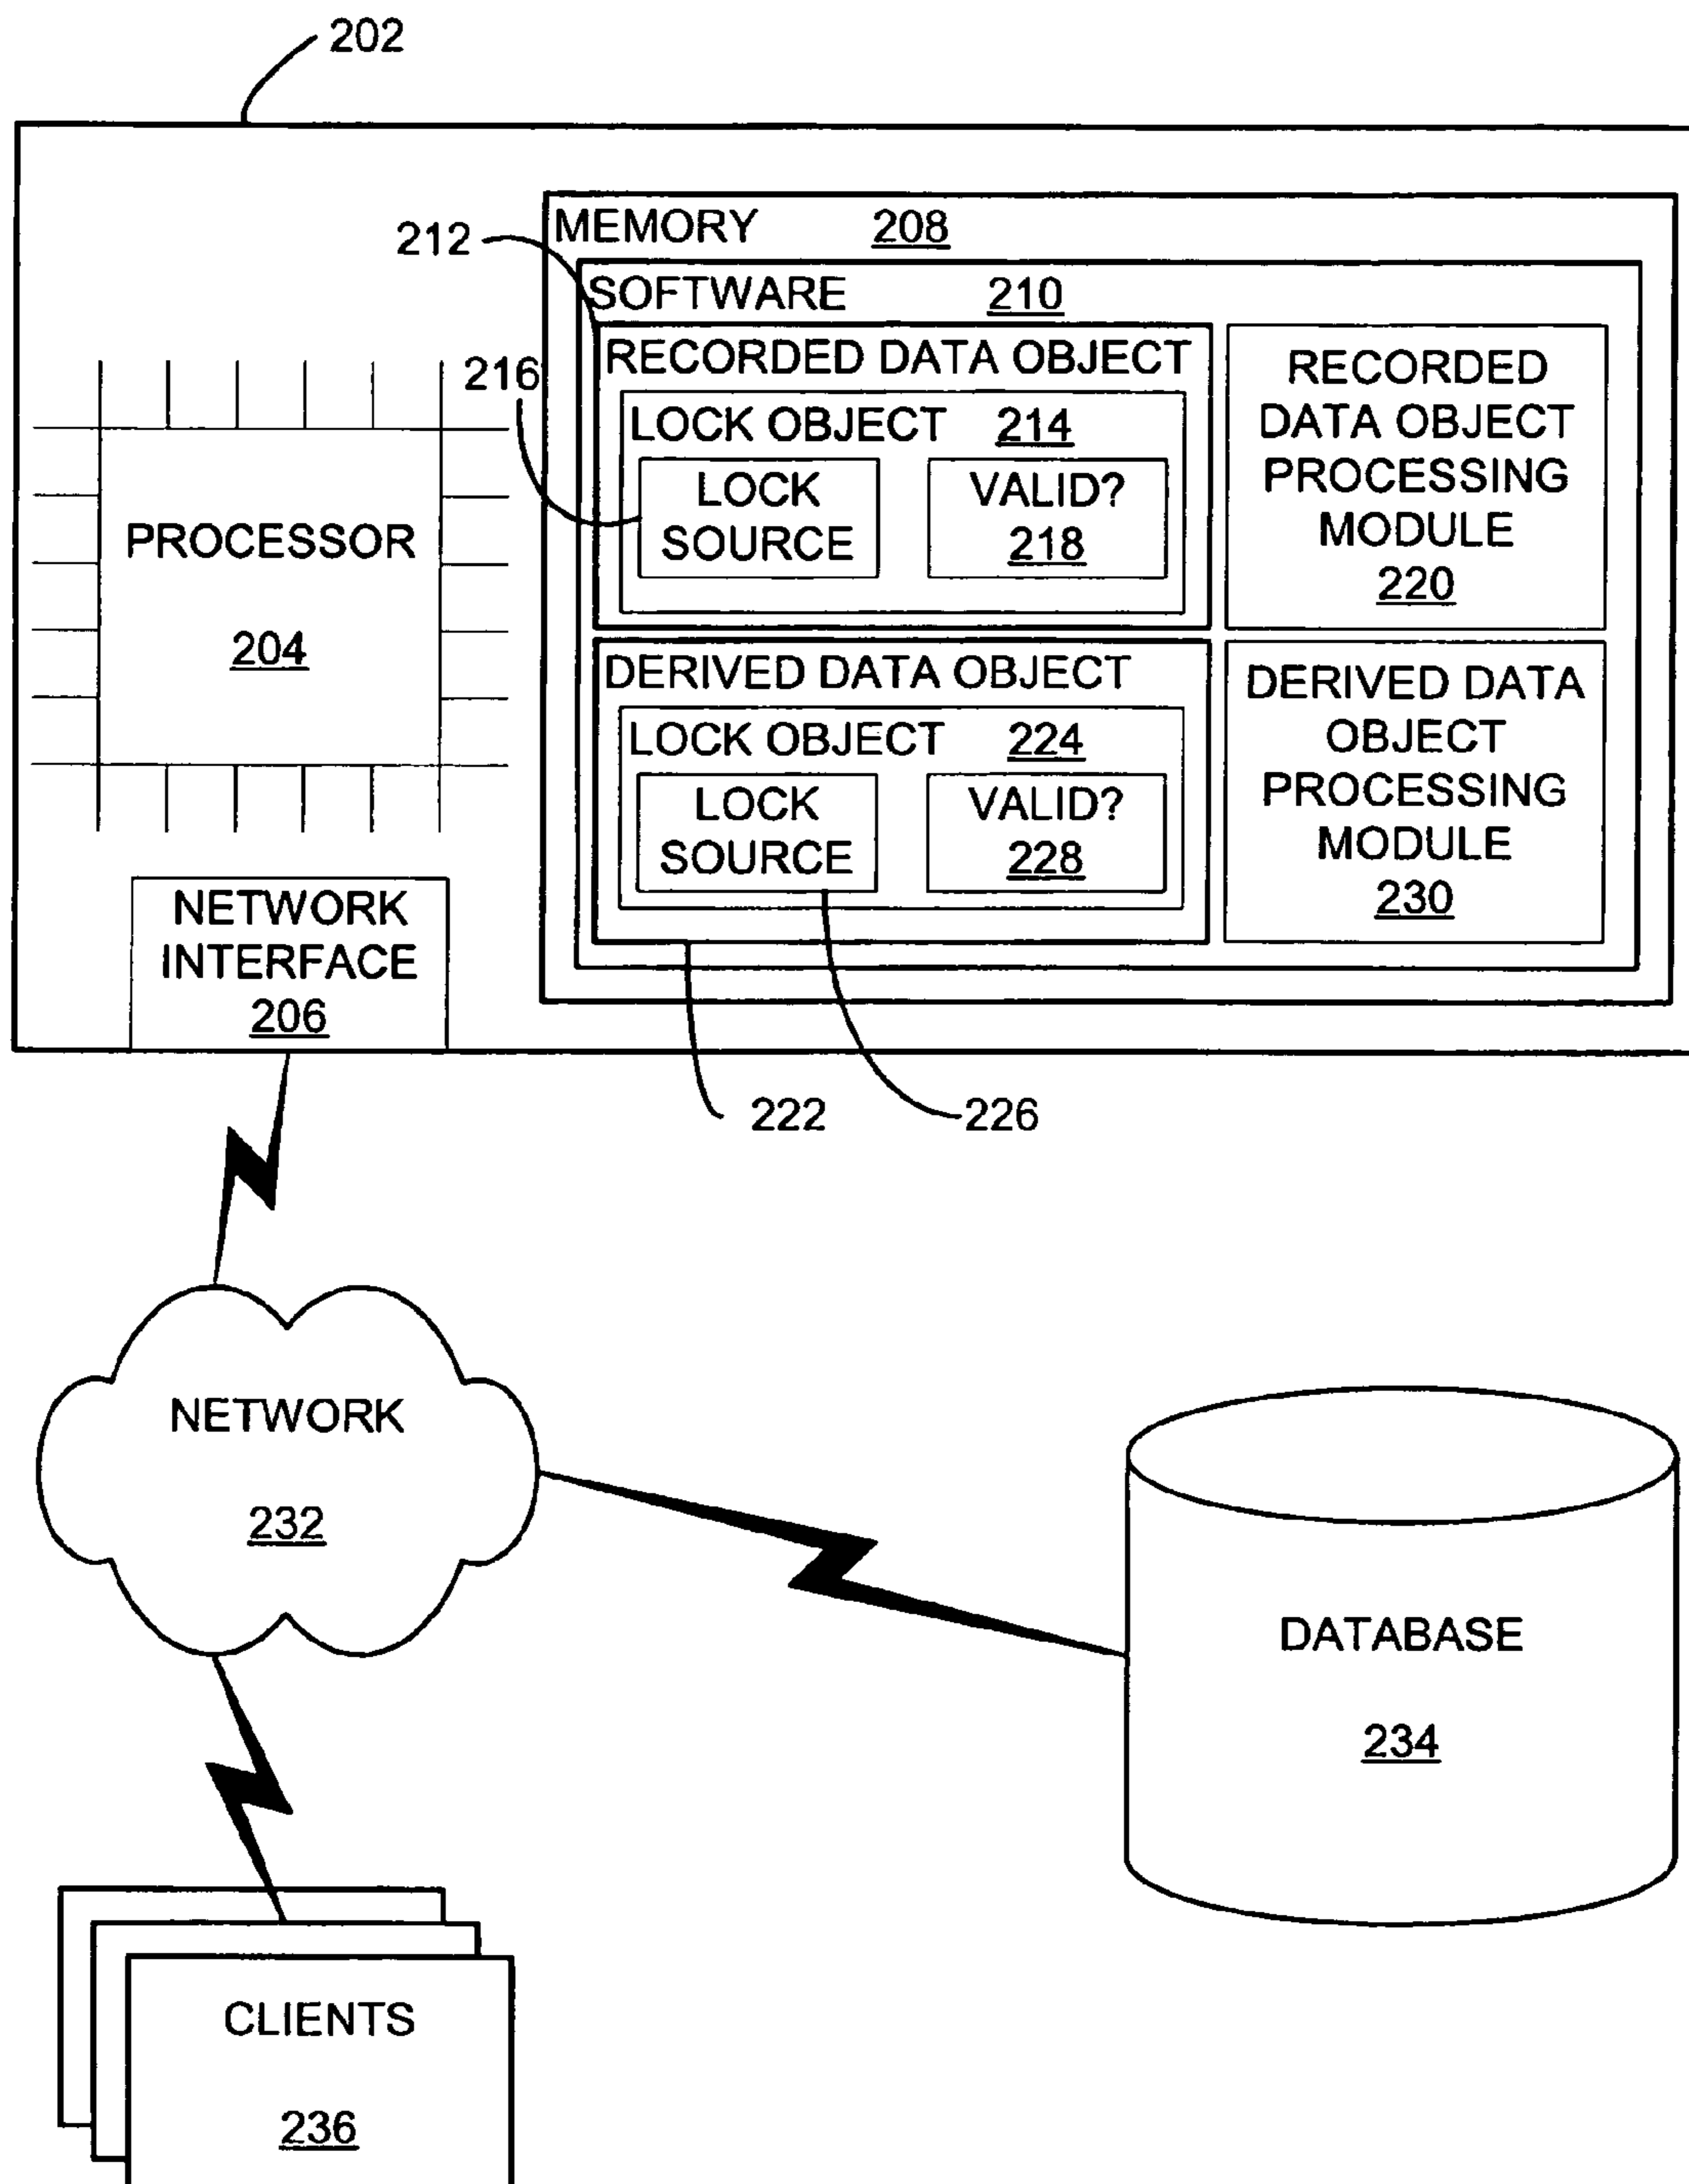 202
MEMORY 208
212
SOFTWARE 210
RECORDED DATA OBJECT
216
LOCK OBJECT 214
LOCK
SOURCE
VALID?
218
RECORDED
DATA OBJECT
PROCESSING
MODULE
220
PROCESSOR
204
DERIVED DATA OBJECT
LOCK OBJECT 224
LOCK
SOURCE
VALID?
228
DERIVED DATA
OBJECT
PROCESSING
MODULE
230
NETWORK
INTERFACE
206
222
226
NETWORK
232
DATABASE
234
CLIENTS
236